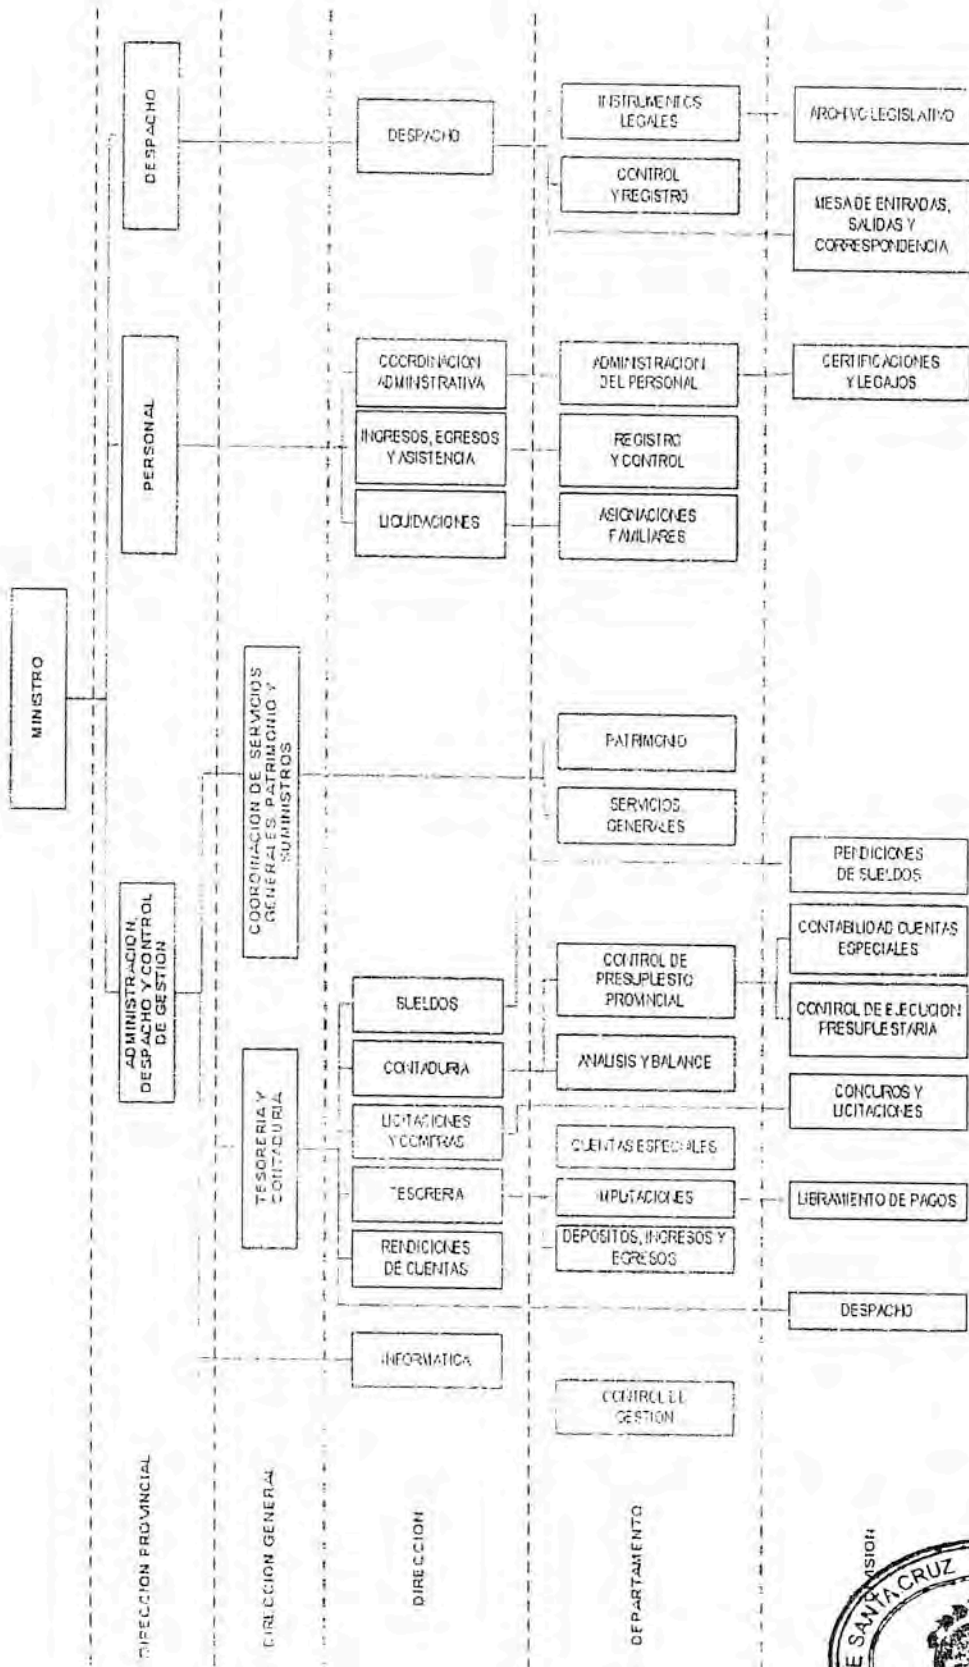 MINISTRO
DIRECCION PROVINCIAL
ADMINISTRACION,
DESPACHO Y CONTROL
DE GESTION
PERSONAL
DESPACHO
DIRECCION GENERAL
TESORERIA Y
CONTADURIA
COORDINACION DE SERVICIOS
GENERALES, PATRIMONIO Y
SUMINISTROS
DIRECCION
DESPACHO
COORDINACION
ADMINISTRATIVA
INGRESOS, EGRESOS
Y ASISTENCIA
LIQUIDACIONES
SUELDOS
CONTADURIA
LICITACIONES
Y COMPRAS
TESORERIA
RENDICIONES
DE CUENTAS
INFORMATICA
DEPARTAMENTO
INSTRUMENTOS
LEGALES
CONTROL
Y REGISTRO
ADMINISTRACION
DEL PERSONAL
REGISTRO
Y CONTROL
ASIGNACIONES
FAMILIARES
PATRIMONIO
SERVICIOS
GENERALES
CONTROL DE
PRESUPUESTO
PROVINCIAL
ANALISIS Y BALANCE
CUENTAS ESPECIALES
IMPUTACIONES
DEPOSITOS, INGRESOS Y
EGRESOS
CONTROL DE
GESTION
VISION
ARCHIVO LEGISLATIVO
MESA DE ENTRADAS,
SALIDAS Y
CORRESPONDENCIA
CERTIFICACIONES
Y LEGAJOS
RENDICIONES
DE SUELDOS
CONTABILIDAD CUENTAS
ESPECIALES
CONTROL DE EJECUCION
PRESUPUESTARIA
CONCUROS Y
LICITACIONES
LIBRAMIENTO DE PAGOS
DESPACHO
E SANTA CRUZ